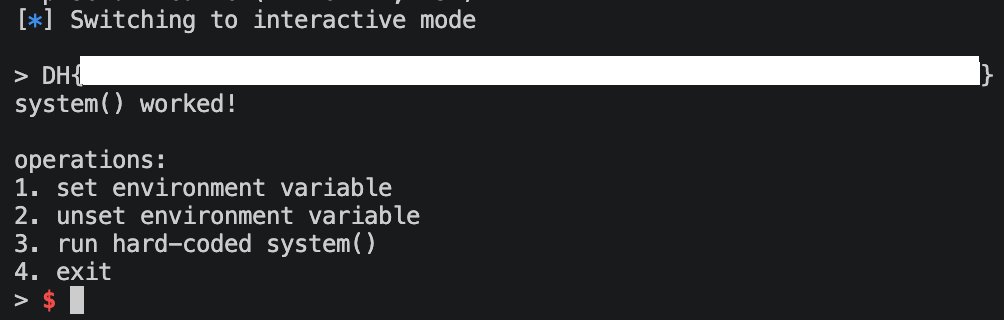 [*] Switching to interactive mode
> DH{}
system() worked!
operations:
1. set environment variable
2. unset environment variable
3. run hard-coded system()
4. exit
> $